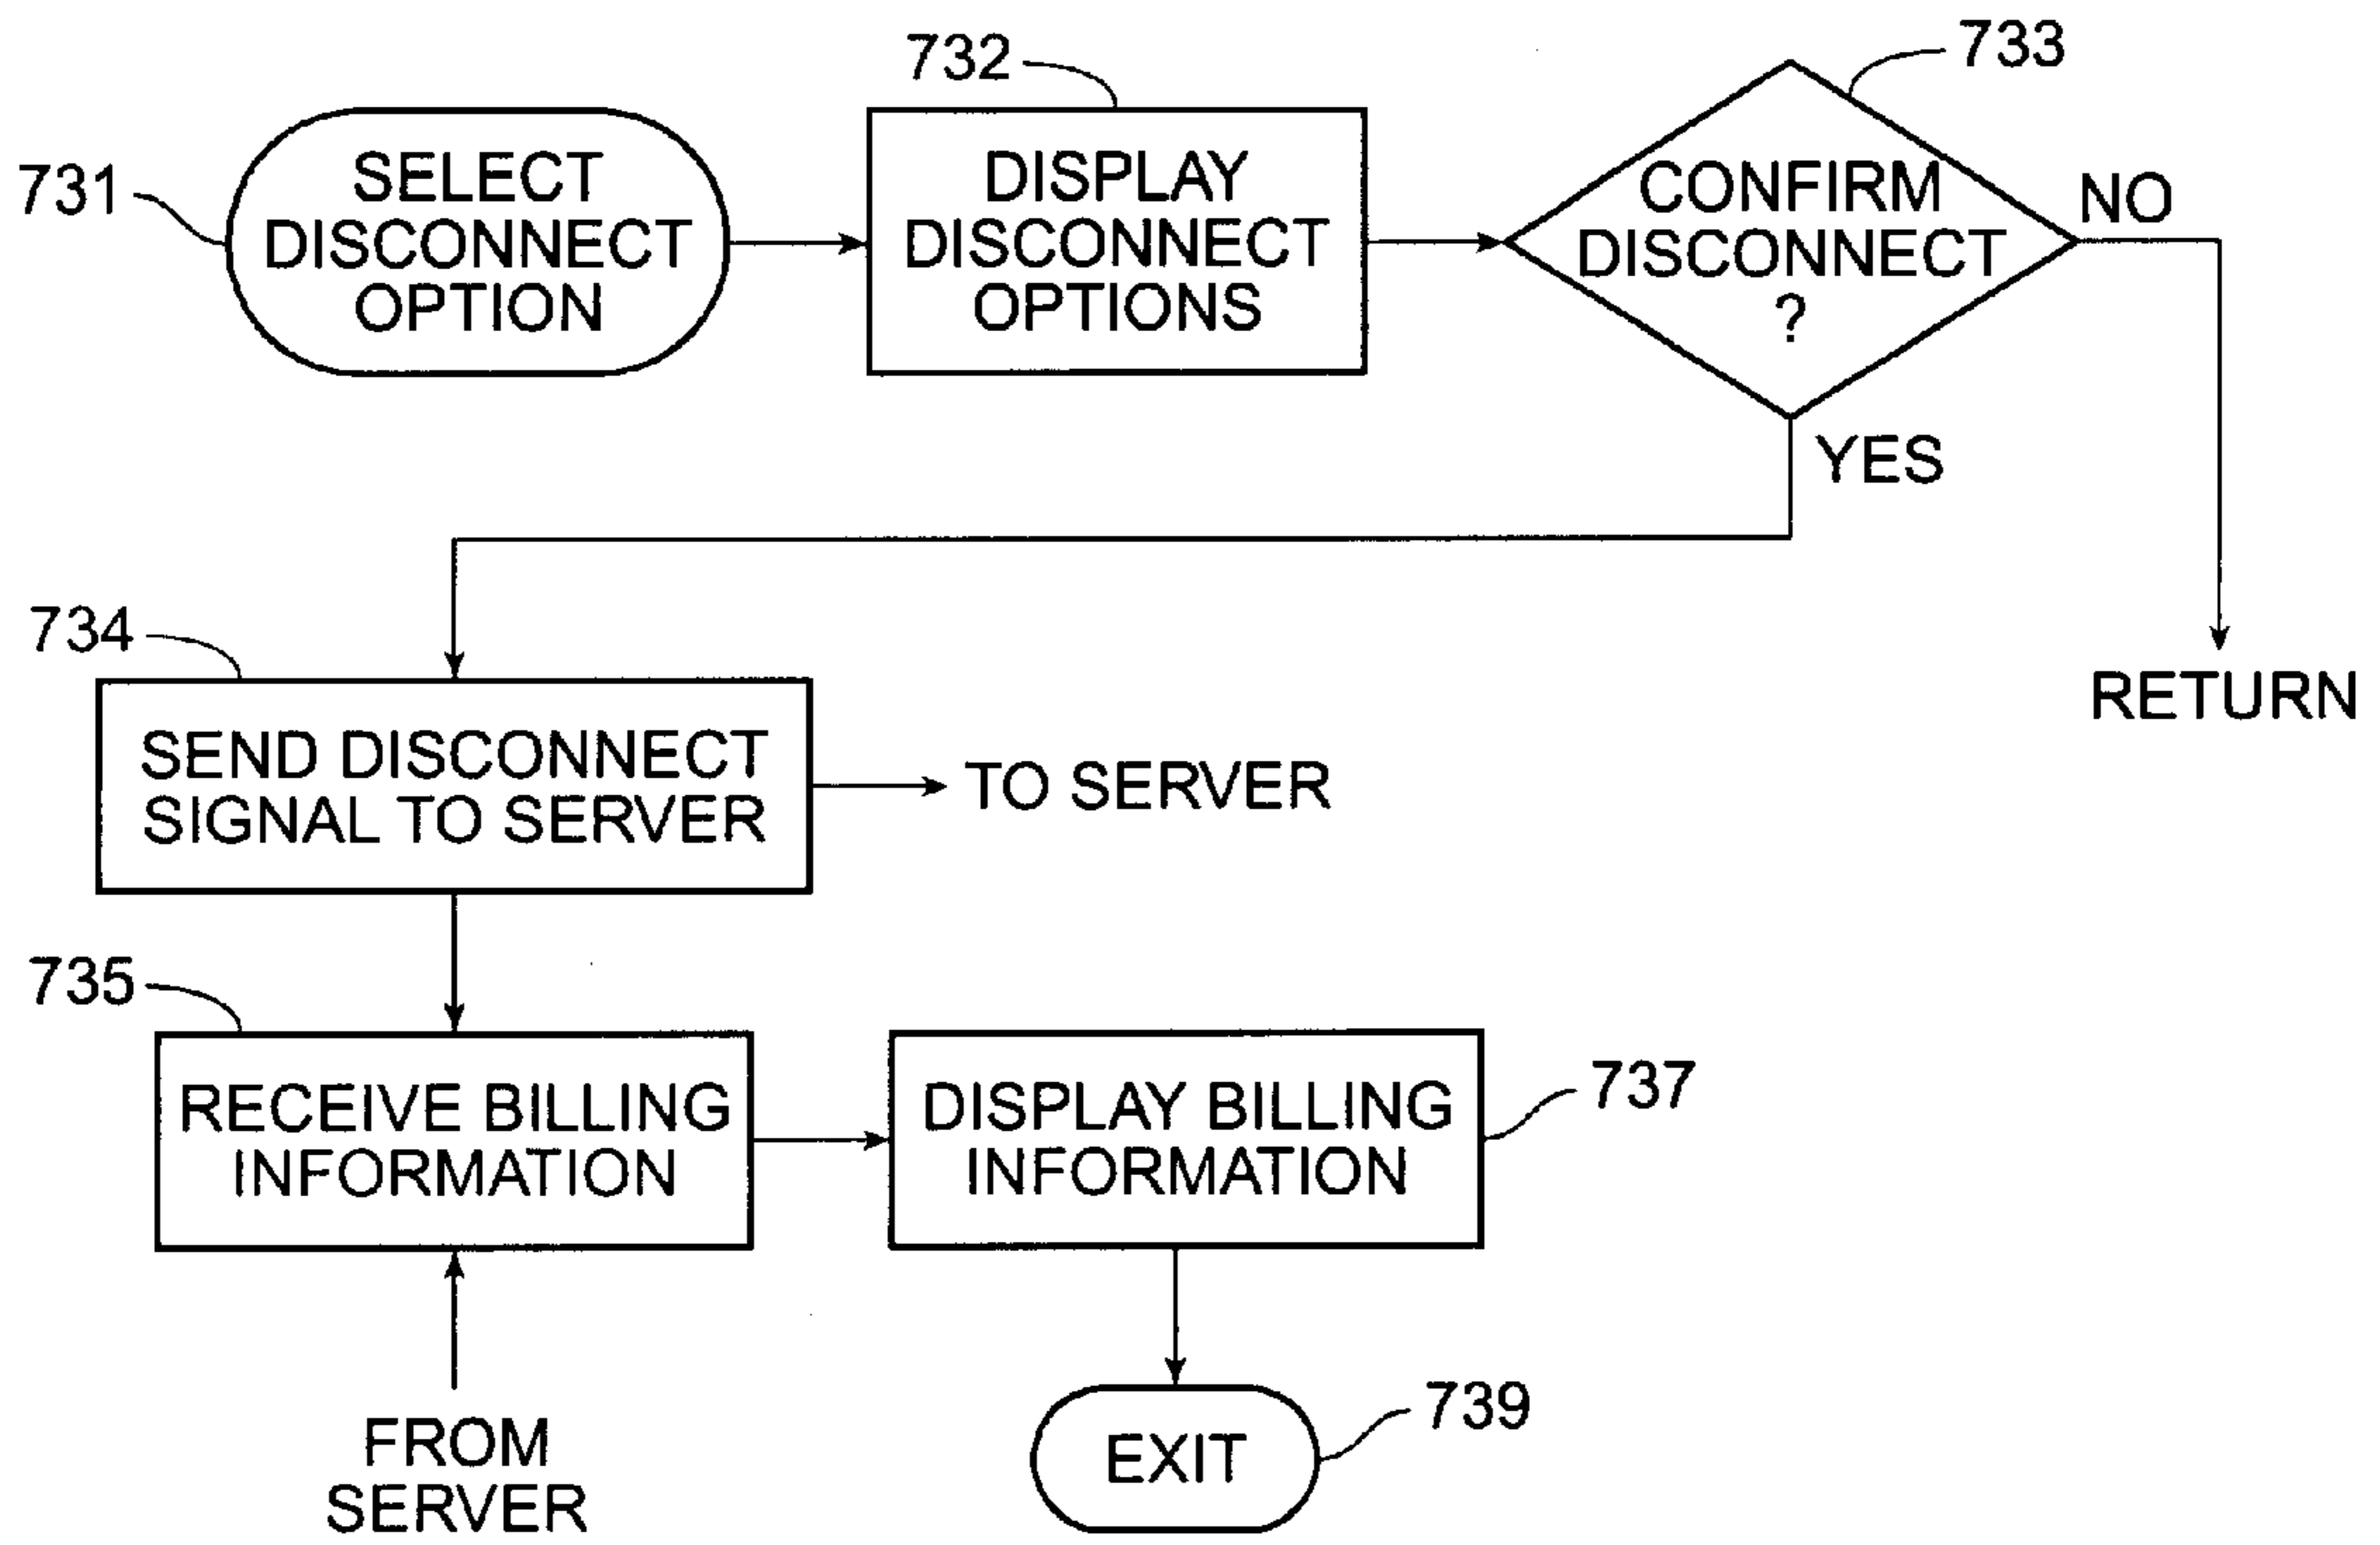 731
SELECT
DISCONNECT
OPTION
732
DISPLAY
DISCONNECT
OPTIONS
733
CONFIRM
DISCONNECT
?
NO
YES
RETURN
734
SEND DISCONNECT
SIGNAL TO SERVER
TO SERVER
735
RECEIVE BILLING
INFORMATION
DISPLAY BILLING
INFORMATION
737
FROM
SERVER
EXIT
739